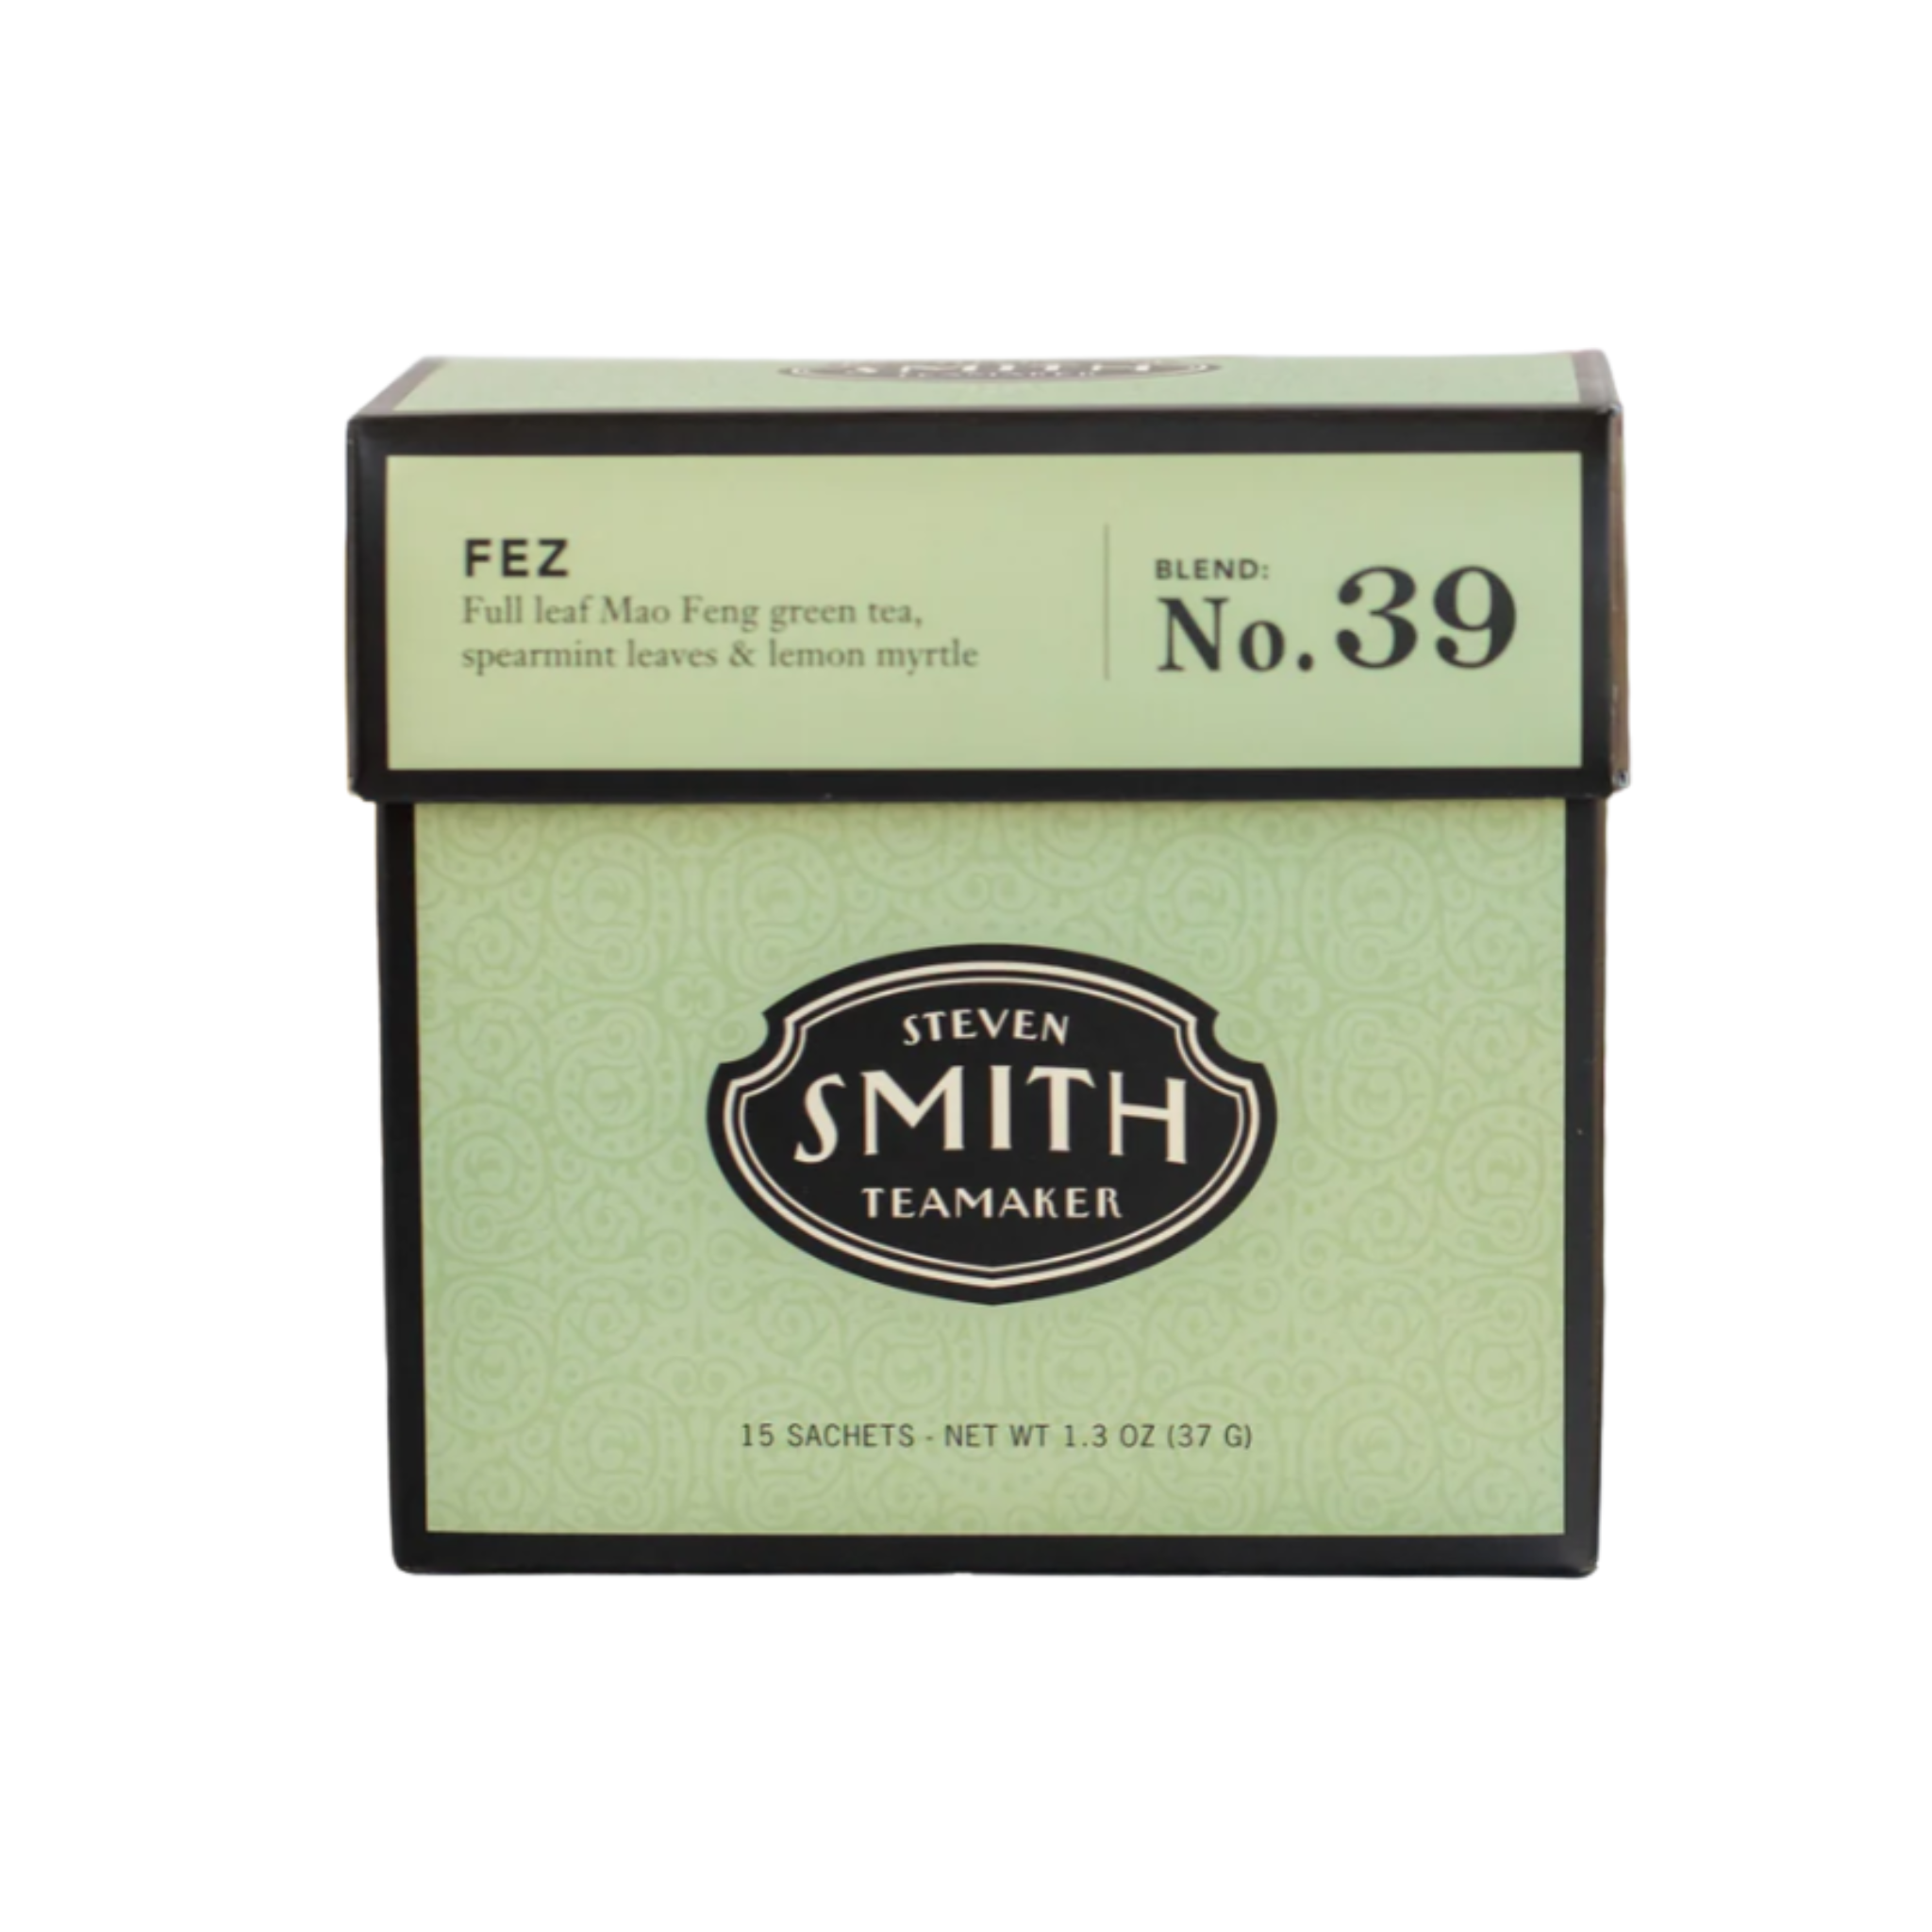 FEZ
Full leaf Mao Feng green tea,
spearmint leaves & lemon myrtle
BLEND:
No. 39
STEVEN
SMITH
TEAMAKER
15 SACHETS - NET WT 1.3 OZ (37 G)